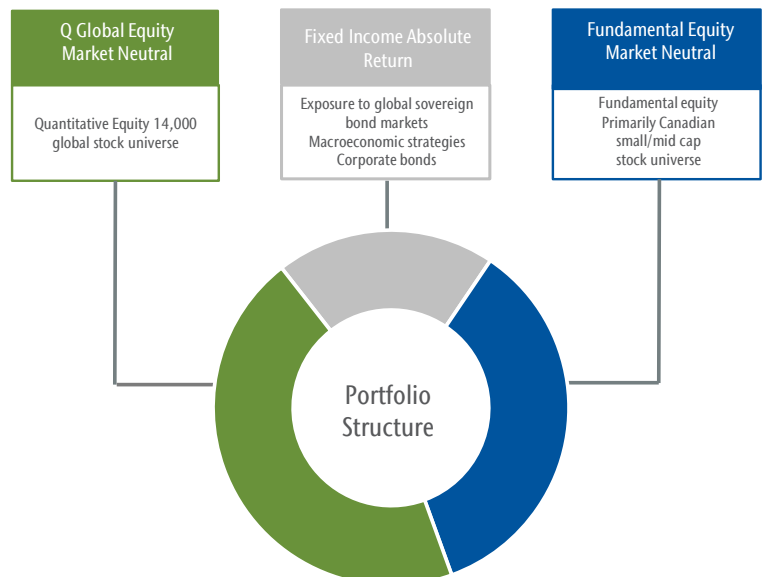 Q Global Equity
Market Neutral
Quantitative Equity 14,000
global stock universe
Fixed Income Absolute
Return
Exposure to global sovereign
bond markets
Macroeconomic strategies
Corporate bonds
Fundamental Equity
Market Neutral
Fundamental equity
Primarily Canadian
small/mid cap
stock universe
Portfolio
Structure